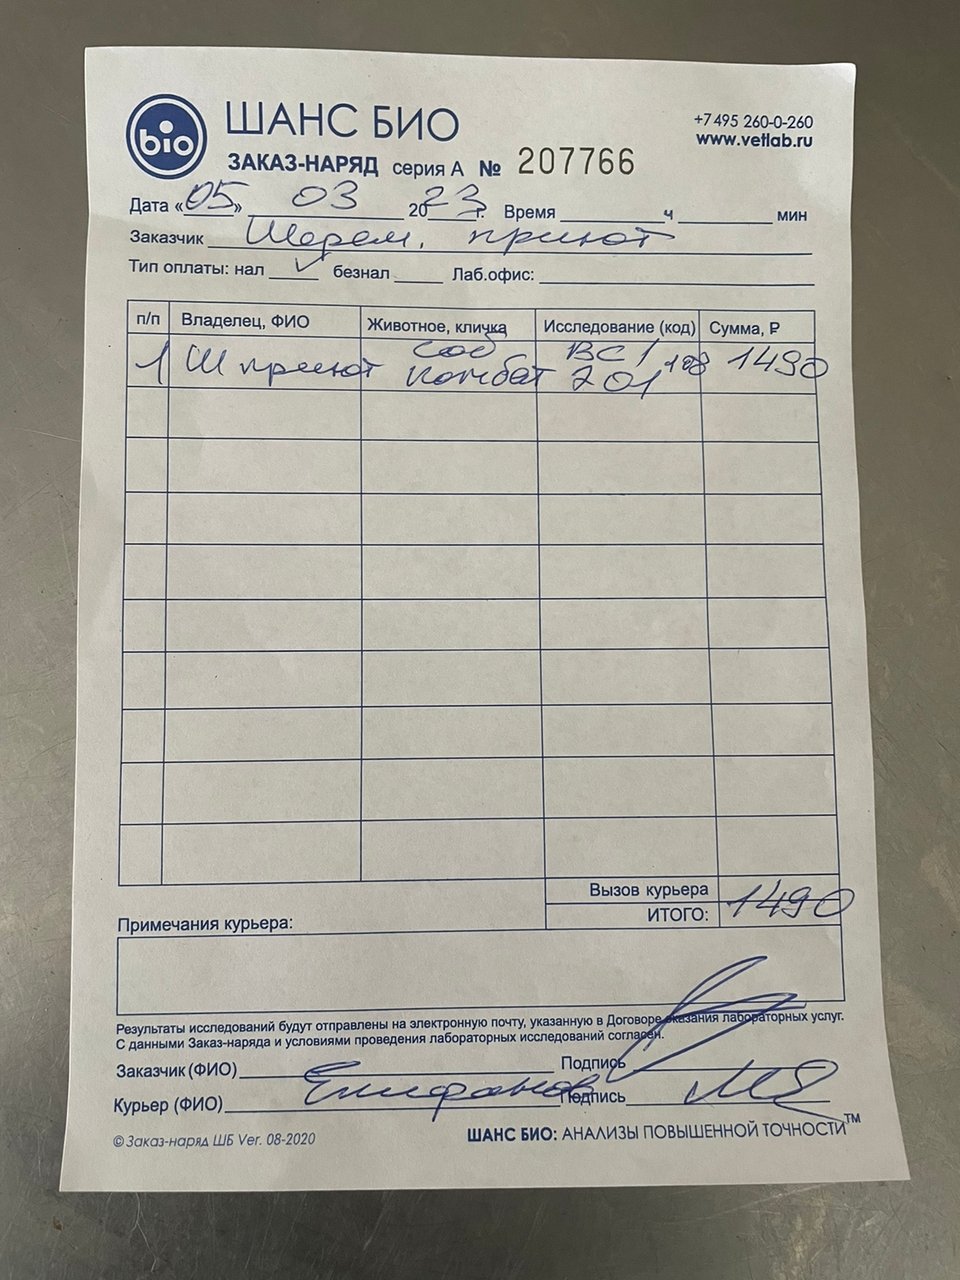 bio
ШАНС БИО
+7 495 260-0-260
www.vetlab.ru
ЗАКАЗ-НАРЯД серия А № 207766
Дата «05» 03 2023г. Время ч мин
Заказчик Шерем. приют
Тип оплаты: нал ✓ безнал Лаб.офис:
п/п Владелец, ФИО Животное, кличка Исследование (код) Сумма, ₽
1 Ш приют соб Комбат ВС1 201 1490
Вызов курьера
ИТОГО: 1490
Примечания курьера:
Результаты исследований будут отправлены на электронную почту, указанную в Договоре оказания лабораторных услуг.
С данными Заказ-наряда и условиями проведения лабораторных исследований согласен.
Заказчик (ФИО) Подпись
Курьер (ФИО) Епифанов Подпись
© Заказ-наряд ШБ Ver. 08-2020
ШАНС БИО: АНАЛИЗЫ ПОВЫШЕННОЙ ТОЧНОСТИ™